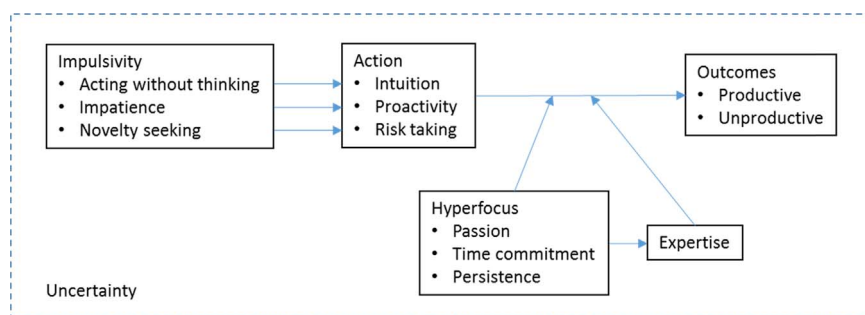 Impulsivity
• Acting without thinking
• Impatience
• Novelty seeking
Action
• Intuition
• Proactivity
• Risk taking
Outcomes
• Productive
• Unproductive
Hyperfocus
• Passion
• Time commitment
• Persistence
Expertise
Uncertainty